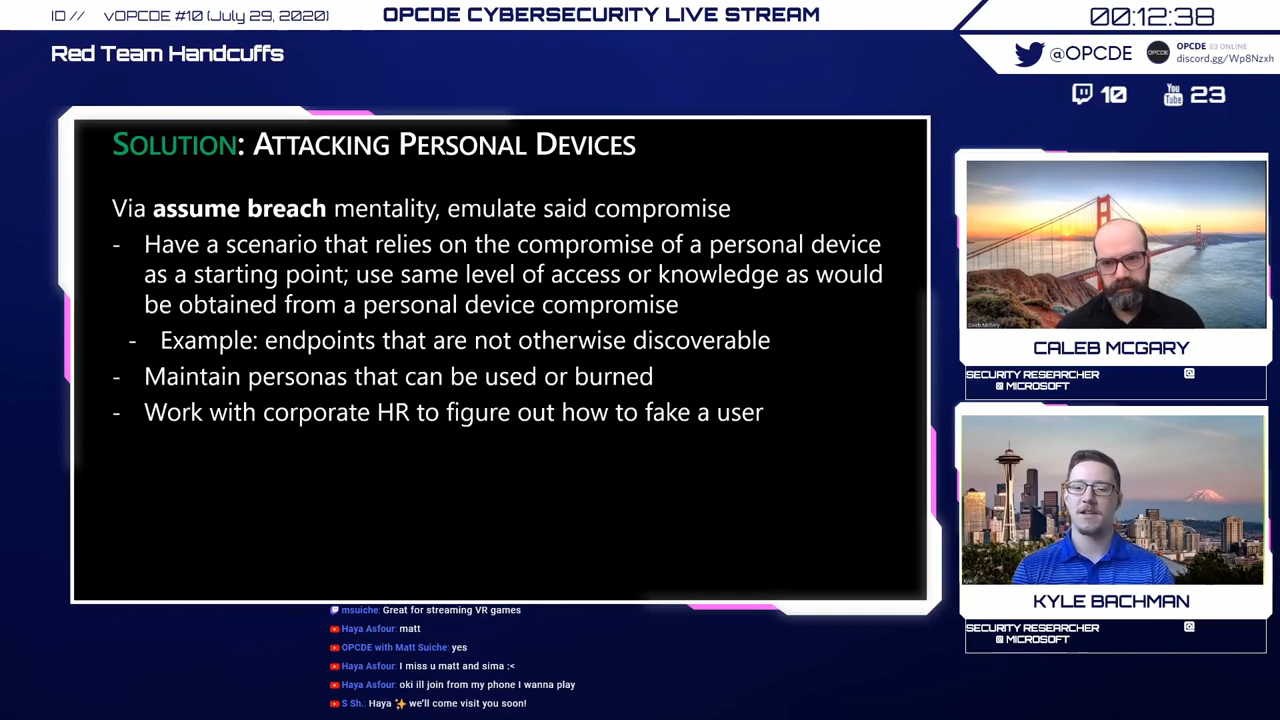 ID // vOPCDE #10 (July 29, 2020)
OPCDE CYBERSECURITY LIVE STREAM
00:12:38
Red Team Handcuffs
@OPCDE
OPCDE 83 ONLINE
discord.gg/Wp8Nzxh
10
You Tube 23
SOLUTION: ATTACKING PERSONAL DEVICES
Via assume breach mentality, emulate said compromise
- Have a scenario that relies on the compromise of a personal device
as a starting point; use same level of access or knowledge as would
be obtained from a personal device compromise
- Example: endpoints that are not otherwise discoverable
- Maintain personas that can be used or burned
- Work with corporate HR to figure out how to fake a user
Caleb McGary
CALEB MCGARY
SECURITY RESEARCHER
@ MICROSOFT
Kyle
KYLE BACHMAN
SECURITY RESEARCHER
@ MICROSOFT
msuiche: Great for streaming VR games
Haya Asfour: matt
OPCDE with Matt Suiche: yes
Haya Asfour: I miss u matt and sima :<
Haya Asfour: oki ill join from my phone I wanna play
S Sh.: Haya ✨ we'll come visit you soon!